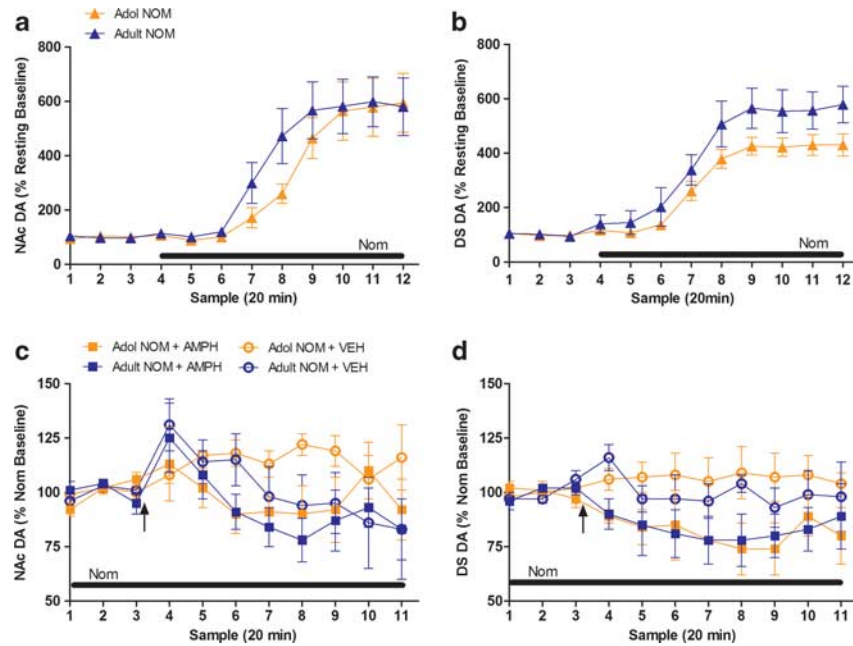 a
Adol NOM
Adult NOM
NAc DA (% Resting Baseline)
800
600
400
200
0
Nom
1 2 3 4 5 6 7 8 9 10 11 12
Sample (20 min)
b
DS DA (% Resting Baseline)
800
600
400
200
0
Nom
1 2 3 4 5 6 7 8 9 10 11 12
Sample (20min)
c
Adol NOM + AMPH Adol NOM + VEH
Adult NOM + AMPH Adult NOM + VEH
NAc DA (% Nom Baseline)
150
125
100
75
50
Nom
1 2 3 4 5 6 7 8 9 10 11
Sample (20 min)
d
DS DA (% Nom Baseline)
150
125
100
75
50
Nom
1 2 3 4 5 6 7 8 9 10 11
Sample (20 min)